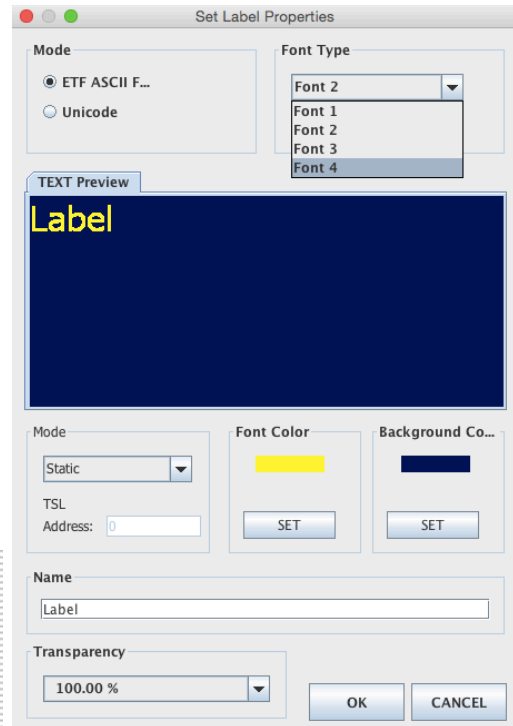 Set Label Properties
Mode
ETF ASCII F...
Unicode
Font Type
Font 2
Font 1
Font 2
Font 3
Font 4
TEXT Preview
Label
Mode
Static
TSL
Address: 0
Font Color
SET
Background Co...
SET
Name
Label
Transparency
100.00 %
OK
CANCEL